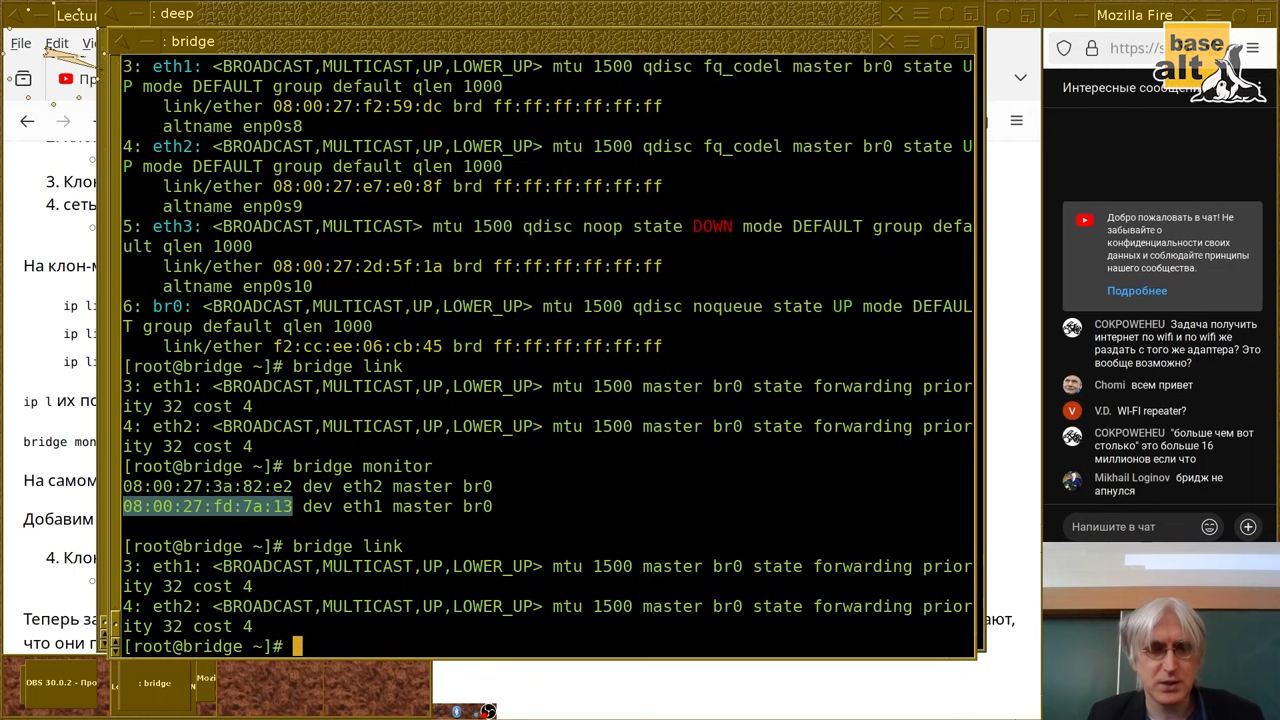 Lectur
: deep
Mozilla Fire
File Edit Vi
: bridge
https://s
base
alt
Пр
Интересные сообщен
3: eth1: <BROADCAST,MULTICAST,UP,LOWER_UP> mtu 1500 qdisc fq_codel master br0 state U
P mode DEFAULT group default qlen 1000
link/ether 08:00:27:f2:59:dc brd ff:ff:ff:ff:ff:ff
altname enp0s8
4: eth2: <BROADCAST,MULTICAST,UP,LOWER_UP> mtu 1500 qdisc fq_codel master br0 state U
P mode DEFAULT group default qlen 1000
link/ether 08:00:27:e7:e0:8f brd ff:ff:ff:ff:ff:ff
altname enp0s9
5: eth3: <BROADCAST,MULTICAST> mtu 1500 qdisc noop state DOWN mode DEFAULT group defa
ult qlen 1000
link/ether 08:00:27:2d:5f:1a brd ff:ff:ff:ff:ff:ff
altname enp0s10
6: br0: <BROADCAST,MULTICAST,UP,LOWER_UP> mtu 1500 qdisc noqueue state UP mode DEFAUL
T group default qlen 1000
link/ether f2:cc:ee:06:cb:45 brd ff:ff:ff:ff:ff:ff
[root@bridge ~]# bridge link
3: eth1: <BROADCAST,MULTICAST,UP,LOWER_UP> mtu 1500 master br0 state forwarding prior
ity 32 cost 4
4: eth2: <BROADCAST,MULTICAST,UP,LOWER_UP> mtu 1500 master br0 state forwarding prior
ity 32 cost 4
[root@bridge ~]# bridge monitor
08:00:27:3a:82:e2 dev eth2 master br0
08:00:27:fd:7a:13 dev eth1 master br0
[root@bridge ~]# bridge link
3: eth1: <BROADCAST,MULTICAST,UP,LOWER_UP> mtu 1500 master br0 state forwarding prior
ity 32 cost 4
4: eth2: <BROADCAST,MULTICAST,UP,LOWER_UP> mtu 1500 master br0 state forwarding prior
ity 32 cost 4
[root@bridge ~]#
3. Клон
4. сеть
На клон-м
ip li
ip li
ip li
ip l их по
bridge mon
На самом
Добавим
4. Клон
Теперь за
ают,
что они п
Добро пожаловать в чат! Не
забывайте о
конфиденциальности своих
данных и соблюдайте принципы
нашего сообщества.
Подробнее
COKPOWEHEU Задача получить
интернет по wifi и по wifi же
раздать с того же адаптера? Это
вообще возможно?
Chomi всем привет
V
V.D. WI-FI repeater?
COKPOWEHEU "больше чем вот
столько" это больше 16
миллионов если что
Mikhail Loginov бридж не
апнулся
Напишите в чат
OBS 30.0.2 - Про
: bridge
Mozi